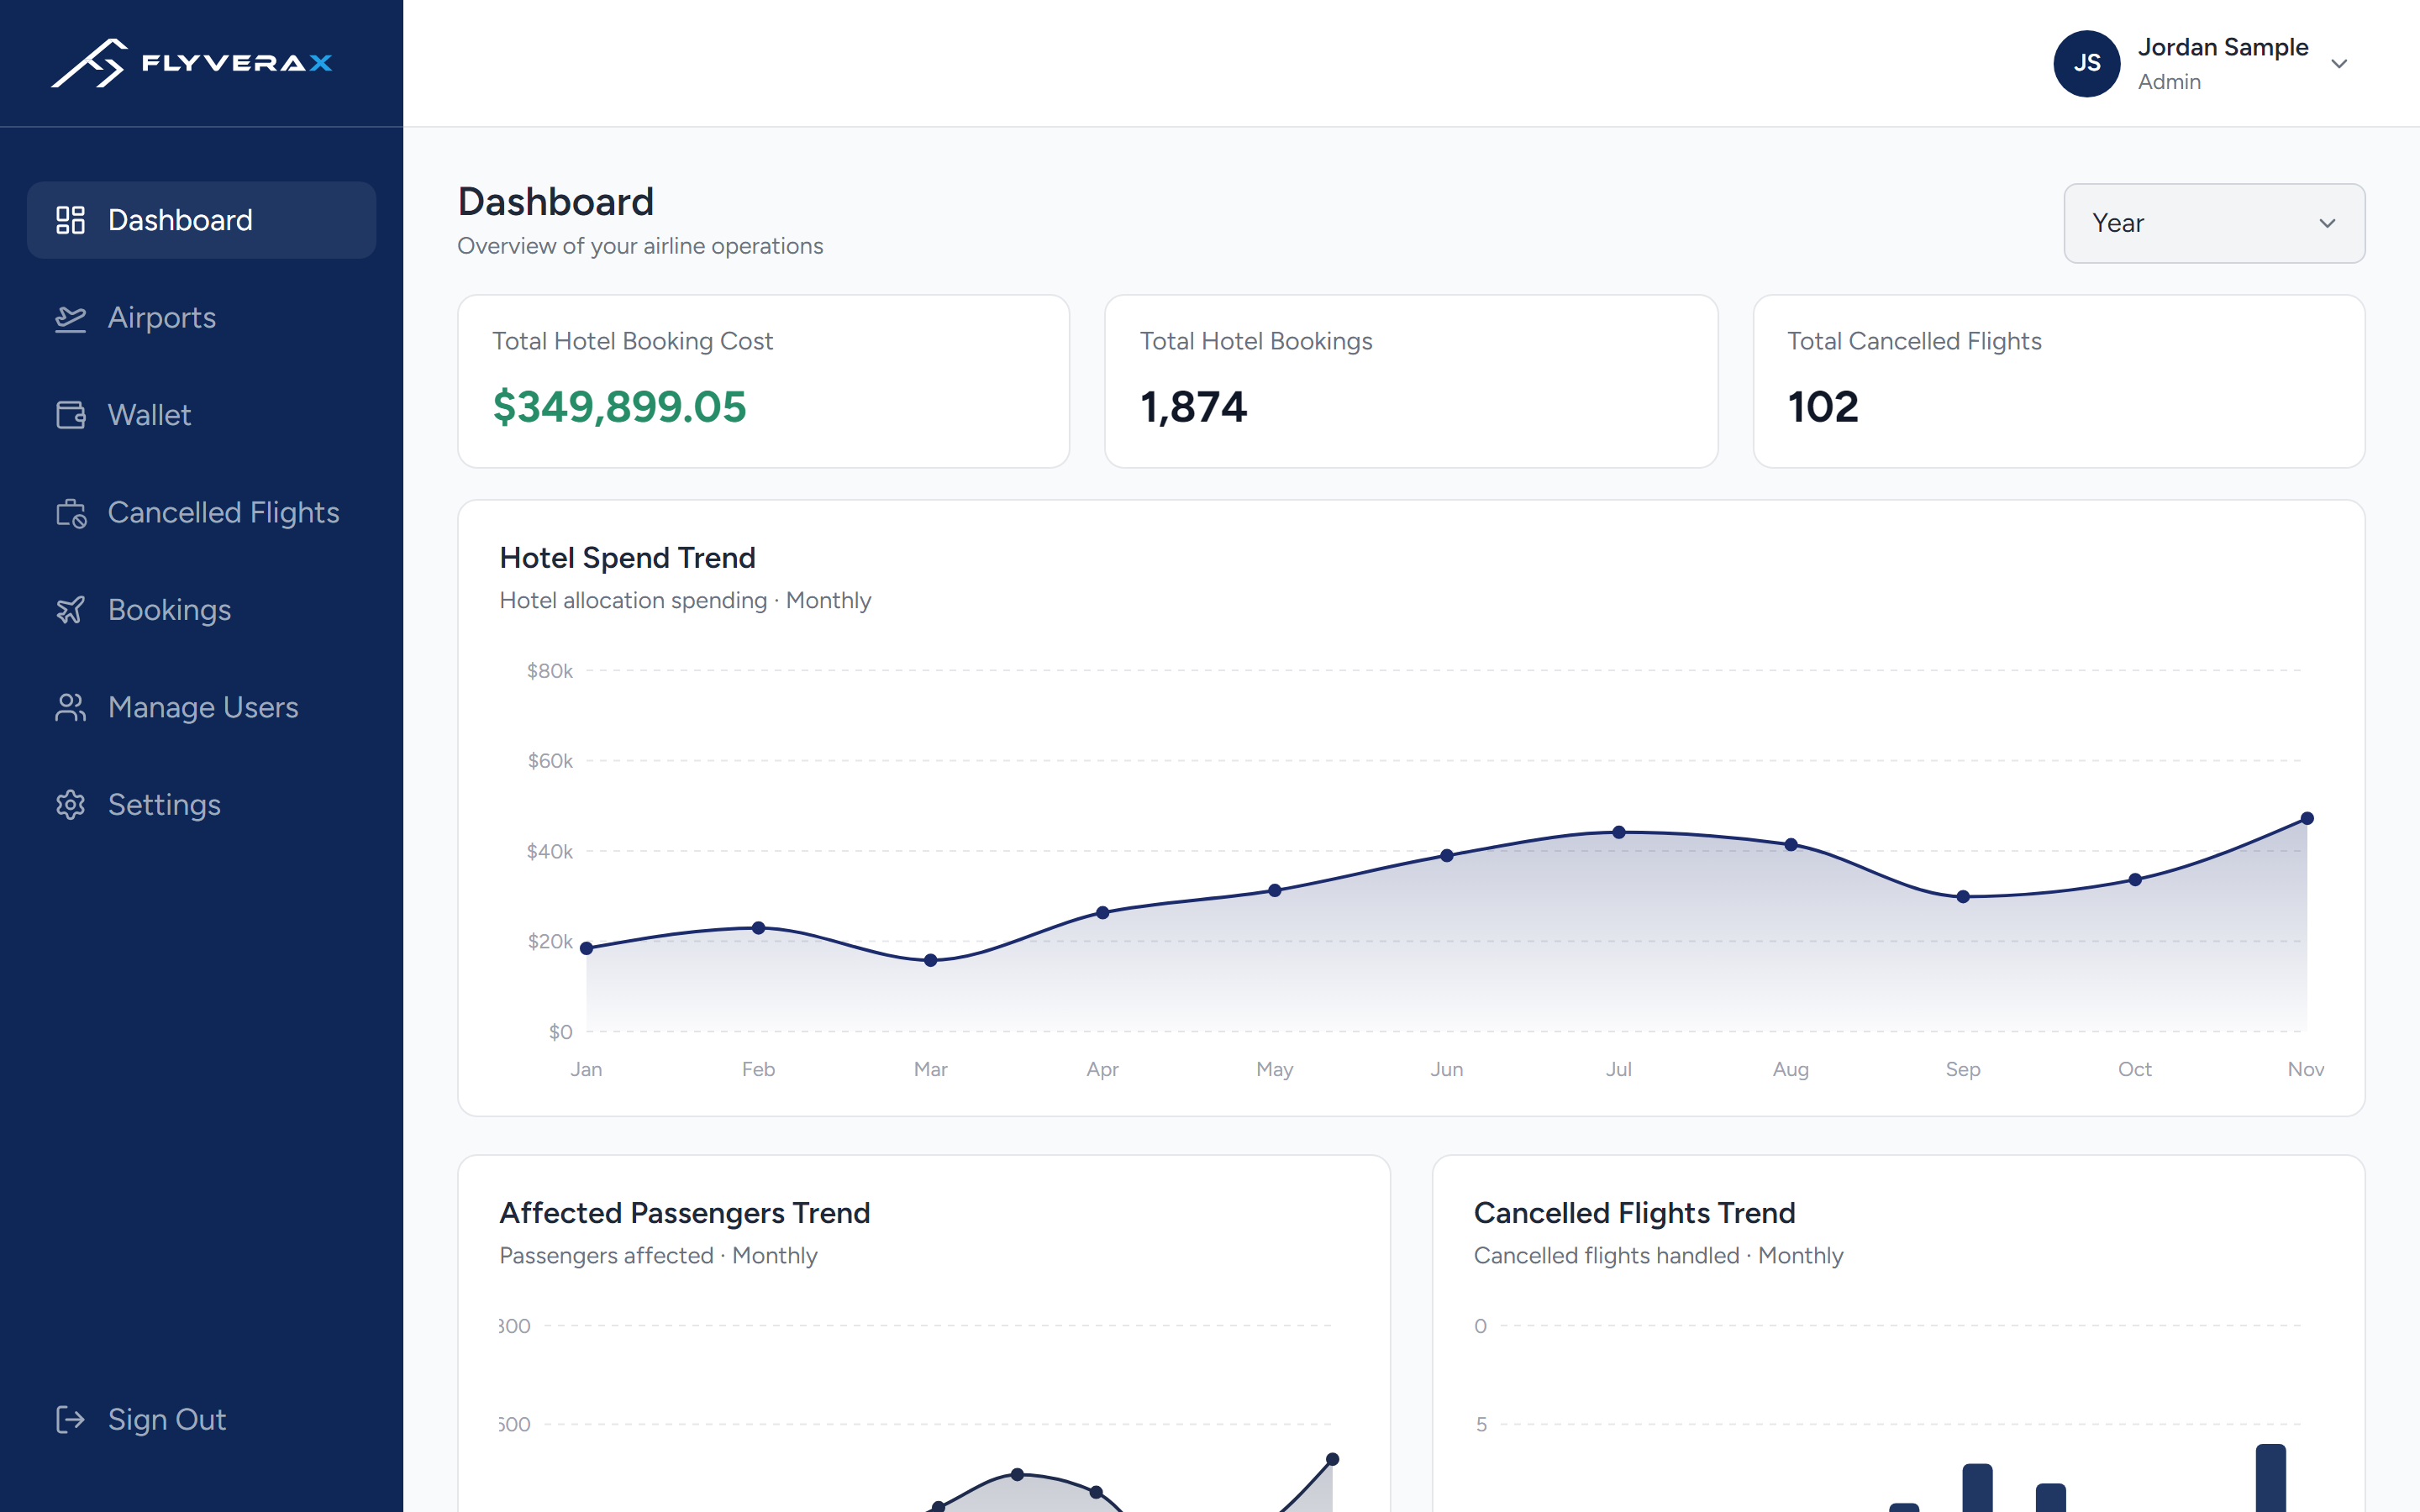 FLYVERAX
JS
Jordan Sample
Admin
Dashboard
Airports
Wallet
Cancelled Flights
Bookings
Manage Users
Settings
Sign Out
Dashboard
Overview of your airline operations
Year
Total Hotel Booking Cost
$349,899.05
Total Hotel Bookings
1,874
Total Cancelled Flights
102
Hotel Spend Trend
Hotel allocation spending · Monthly
$80k
$60k
$40k
$20k
$0
Jan Feb Mar Apr May Jun Jul Aug Sep Oct Nov
Affected Passengers Trend
Passengers affected · Monthly
Cancelled Flights Trend
Cancelled flights handled · Monthly
0
5